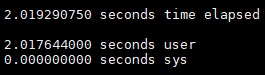 2.019290750 seconds time elapsed
2.017644000 seconds user
0.000000000 seconds sys